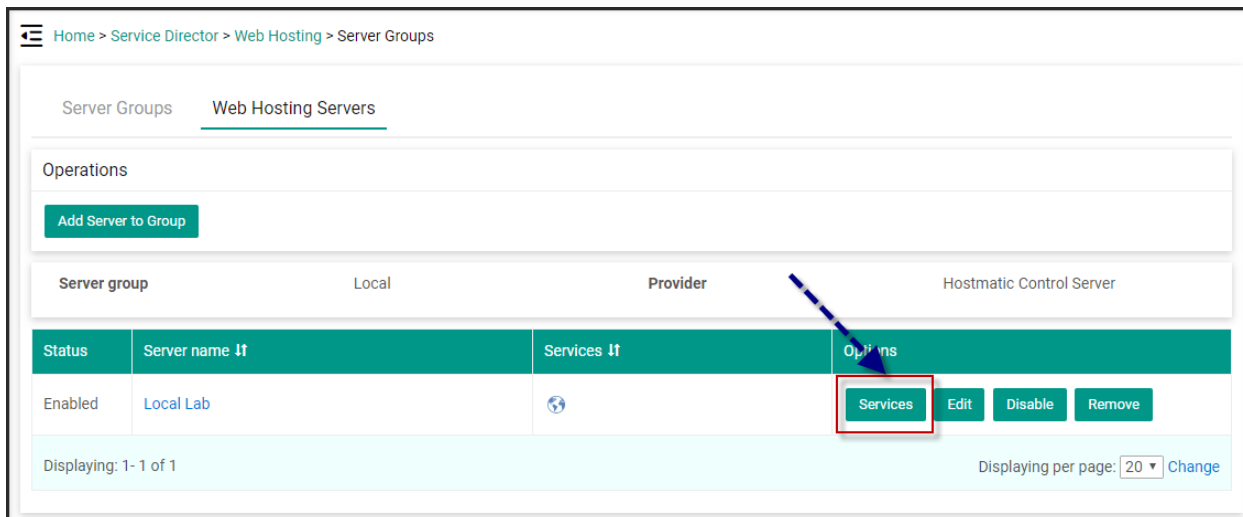 Home > Service Director > Web Hosting > Server Groups
Server Groups Web Hosting Servers
Operations
Add Server to Group
Server group Local Provider Hostmatic Control Server
Status Server name Services Options
Enabled Local Lab Services Edit Disable Remove
Displaying: 1- 1 of 1 Displaying per page: 20 Change